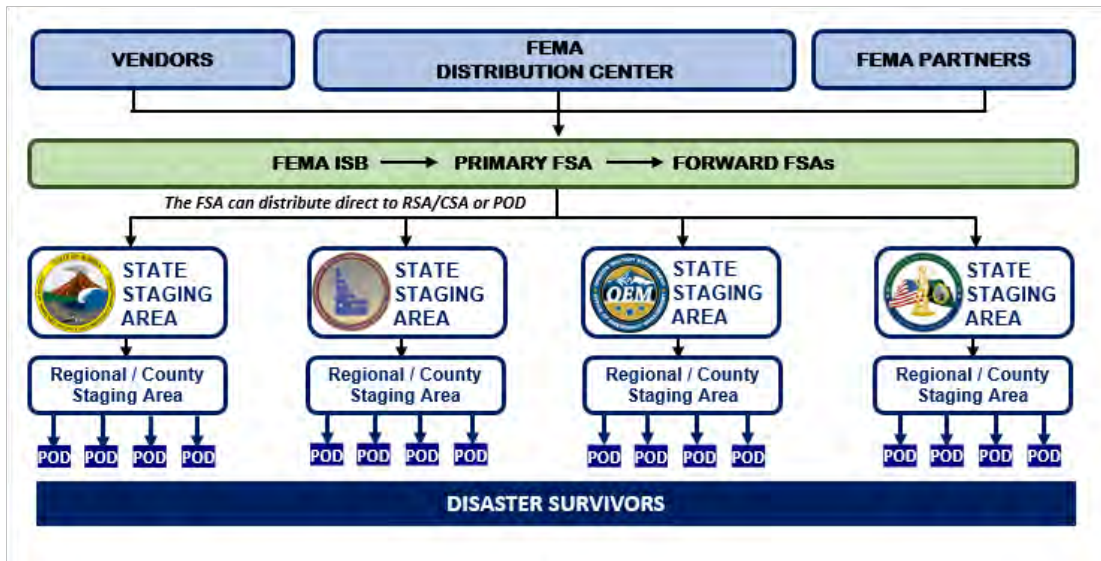 VENDORS
FEMA
DISTRIBUTION CENTER
FEMA PARTNERS
FEMA ISB PRIMARY FSA FORWARD FSAs
The FSA can distribute direct to RSA/CSA or POD
STATE
STAGING
AREA
STATE
STAGING
AREA
OEM
STATE
STAGING
AREA
STATE
STAGING
AREA
Regional / County
Staging Area
Regional / County
Staging Area
Regional / County
Staging Area
Regional / County
Staging Area
POD POD POD POD
POD POD POD POD
POD POD POD POD
POD POD POD POD
DISASTER SURVIVORS